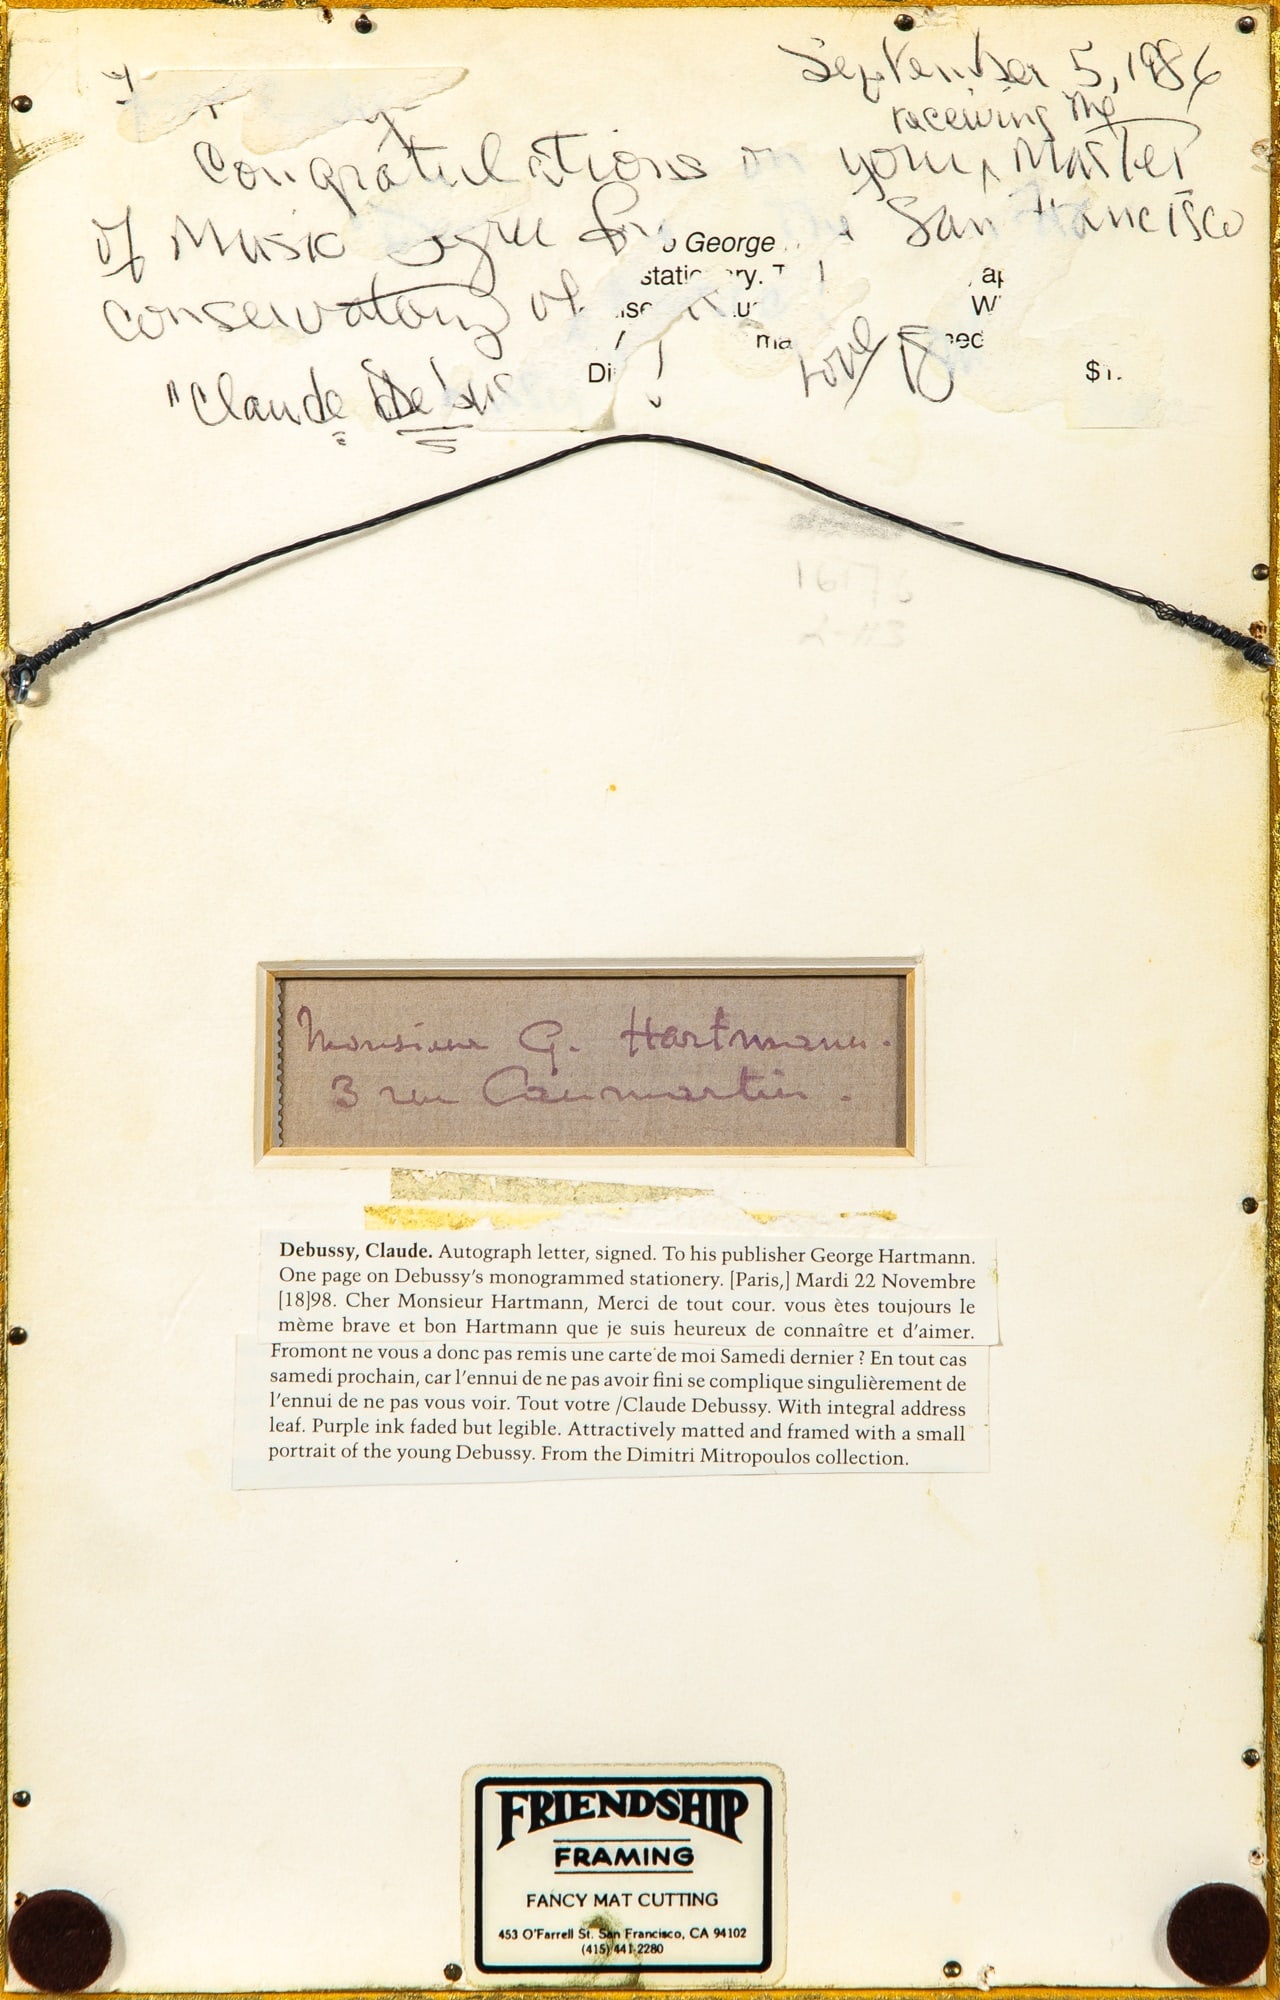 September 5, 1986
receiving the
Congratulations on your ^ Master
of Music Degree from the San Francisco
Conservatory of !
"Claude
Love
George
stati ry.
W
ma
Di
$1.
Monsieur G. Hartmann.
3 rue Caumartin.
Debussy, Claude. Autograph letter, signed. To his publisher George Hartmann.
One page on Debussy's monogrammed stationery. [Paris,] Mardi 22 Novembre
[18]98. Cher Monsieur Hartmann, Merci de tout cour. vous ètes toujours le
mème brave et bon Hartmann que je suis heureux de connaître et d'aimer.
Fromont ne vous a donc pas remis une carte de moi Samedi dernier ? En tout cas
samedi prochain, car l'ennui de ne pas avoir fini se complique singulièrement de
l'ennui de ne pas vous voir. Tout votre /Claude Debussy. With integral address
leaf. Purple ink faded but legible. Attractively matted and framed with a small
portrait of the young Debussy. From the Dimitri Mitropoulos collection.
FRIENDSHIP
FRAMING
FANCY MAT CUTTING
453 O'Farrell St. San Francisco, CA 94102
(415) 441-2280